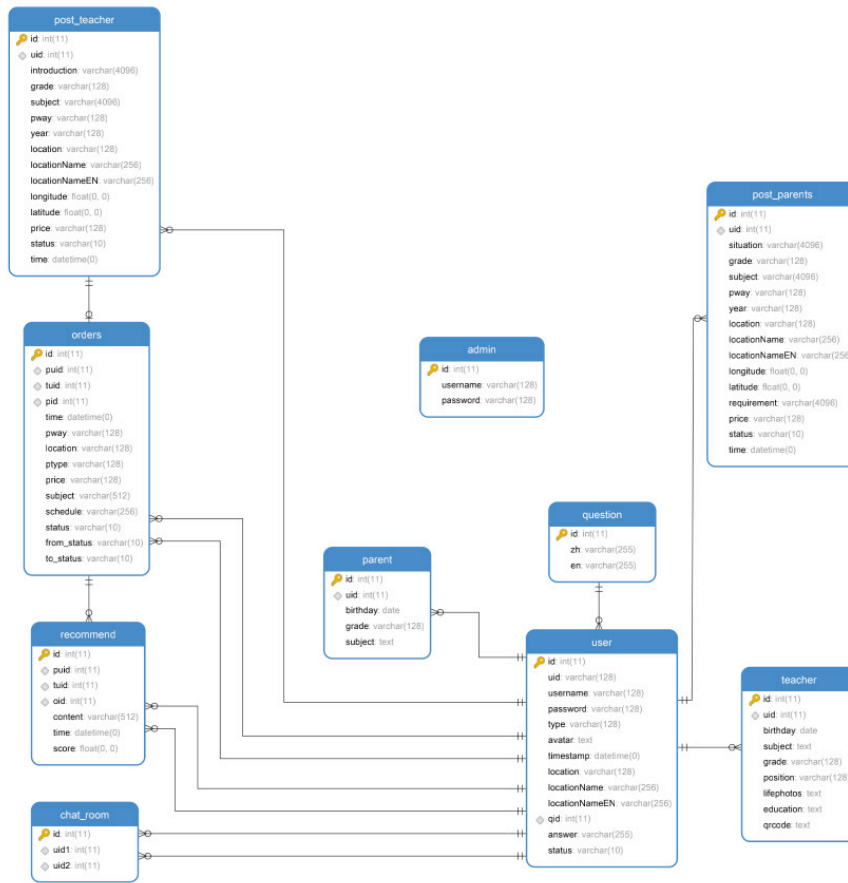 post_teacher
id: int(11)
uid: int(11)
introduction: varchar(4096)
grade: varchar(128)
subject: varchar(4096)
pway: varchar(128)
year: varchar(128)
location: varchar(128)
locationName: varchar(256)
locationNameEN: varchar(256)
longitude: float(0, 0)
latitude: float(0, 0)
price: varchar(128)
status: varchar(10)
time: datetime(0)
post_parents
id: int(11)
uid: int(11)
situation: varchar(4096)
grade: varchar(128)
subject: varchar(4096)
pway: varchar(128)
year: varchar(128)
location: varchar(128)
locationName: varchar(256)
locationNameEN: varchar(256
longitude: float(0, 0)
latitude: float(0, 0)
requirement: varchar(4096)
price: varchar(128)
status: varchar(10)
time: datetime(0)
orders
id: int(11)
puid: int(11)
tuid: int(11)
pid: int(11)
time: datetime(0)
pway: varchar(128)
location: varchar(128)
ptype: varchar(128)
price: varchar(128)
subject: varchar(512)
schedule: varchar(256)
status: varchar(10)
from_status: varchar(10)
to_status: varchar(10)
admin
id: int(11)
username: varchar(128)
password: varchar(128)
question
id: int(11)
zh: varchar(255)
en: varchar(255)
parent
id: int(11)
uid: int(11)
birthday: date
grade: varchar(128)
subject: text
recommend
id: int(11)
puid: int(11)
tuid: int(11)
oid: int(11)
content: varchar(512)
time: datetime(0)
score: float(0, 0)
user
id: int(11)
uid: varchar(128)
username: varchar(128)
password: varchar(128)
type: varchar(128)
avatar: text
timestamp: datetime(0)
location: varchar(128)
locationName: varchar(256)
locationNameEN: varchar(256)
qid: int(11)
answer: varchar(255)
status: varchar(10)
teacher
id: int(11)
uid: int(11)
birthday: date
subject: text
grade: varchar(128)
position: varchar(128)
lifephotos: text
education: text
qrcode: text
chat_room
id: int(11)
uid1: int(11)
uid2: int(11)